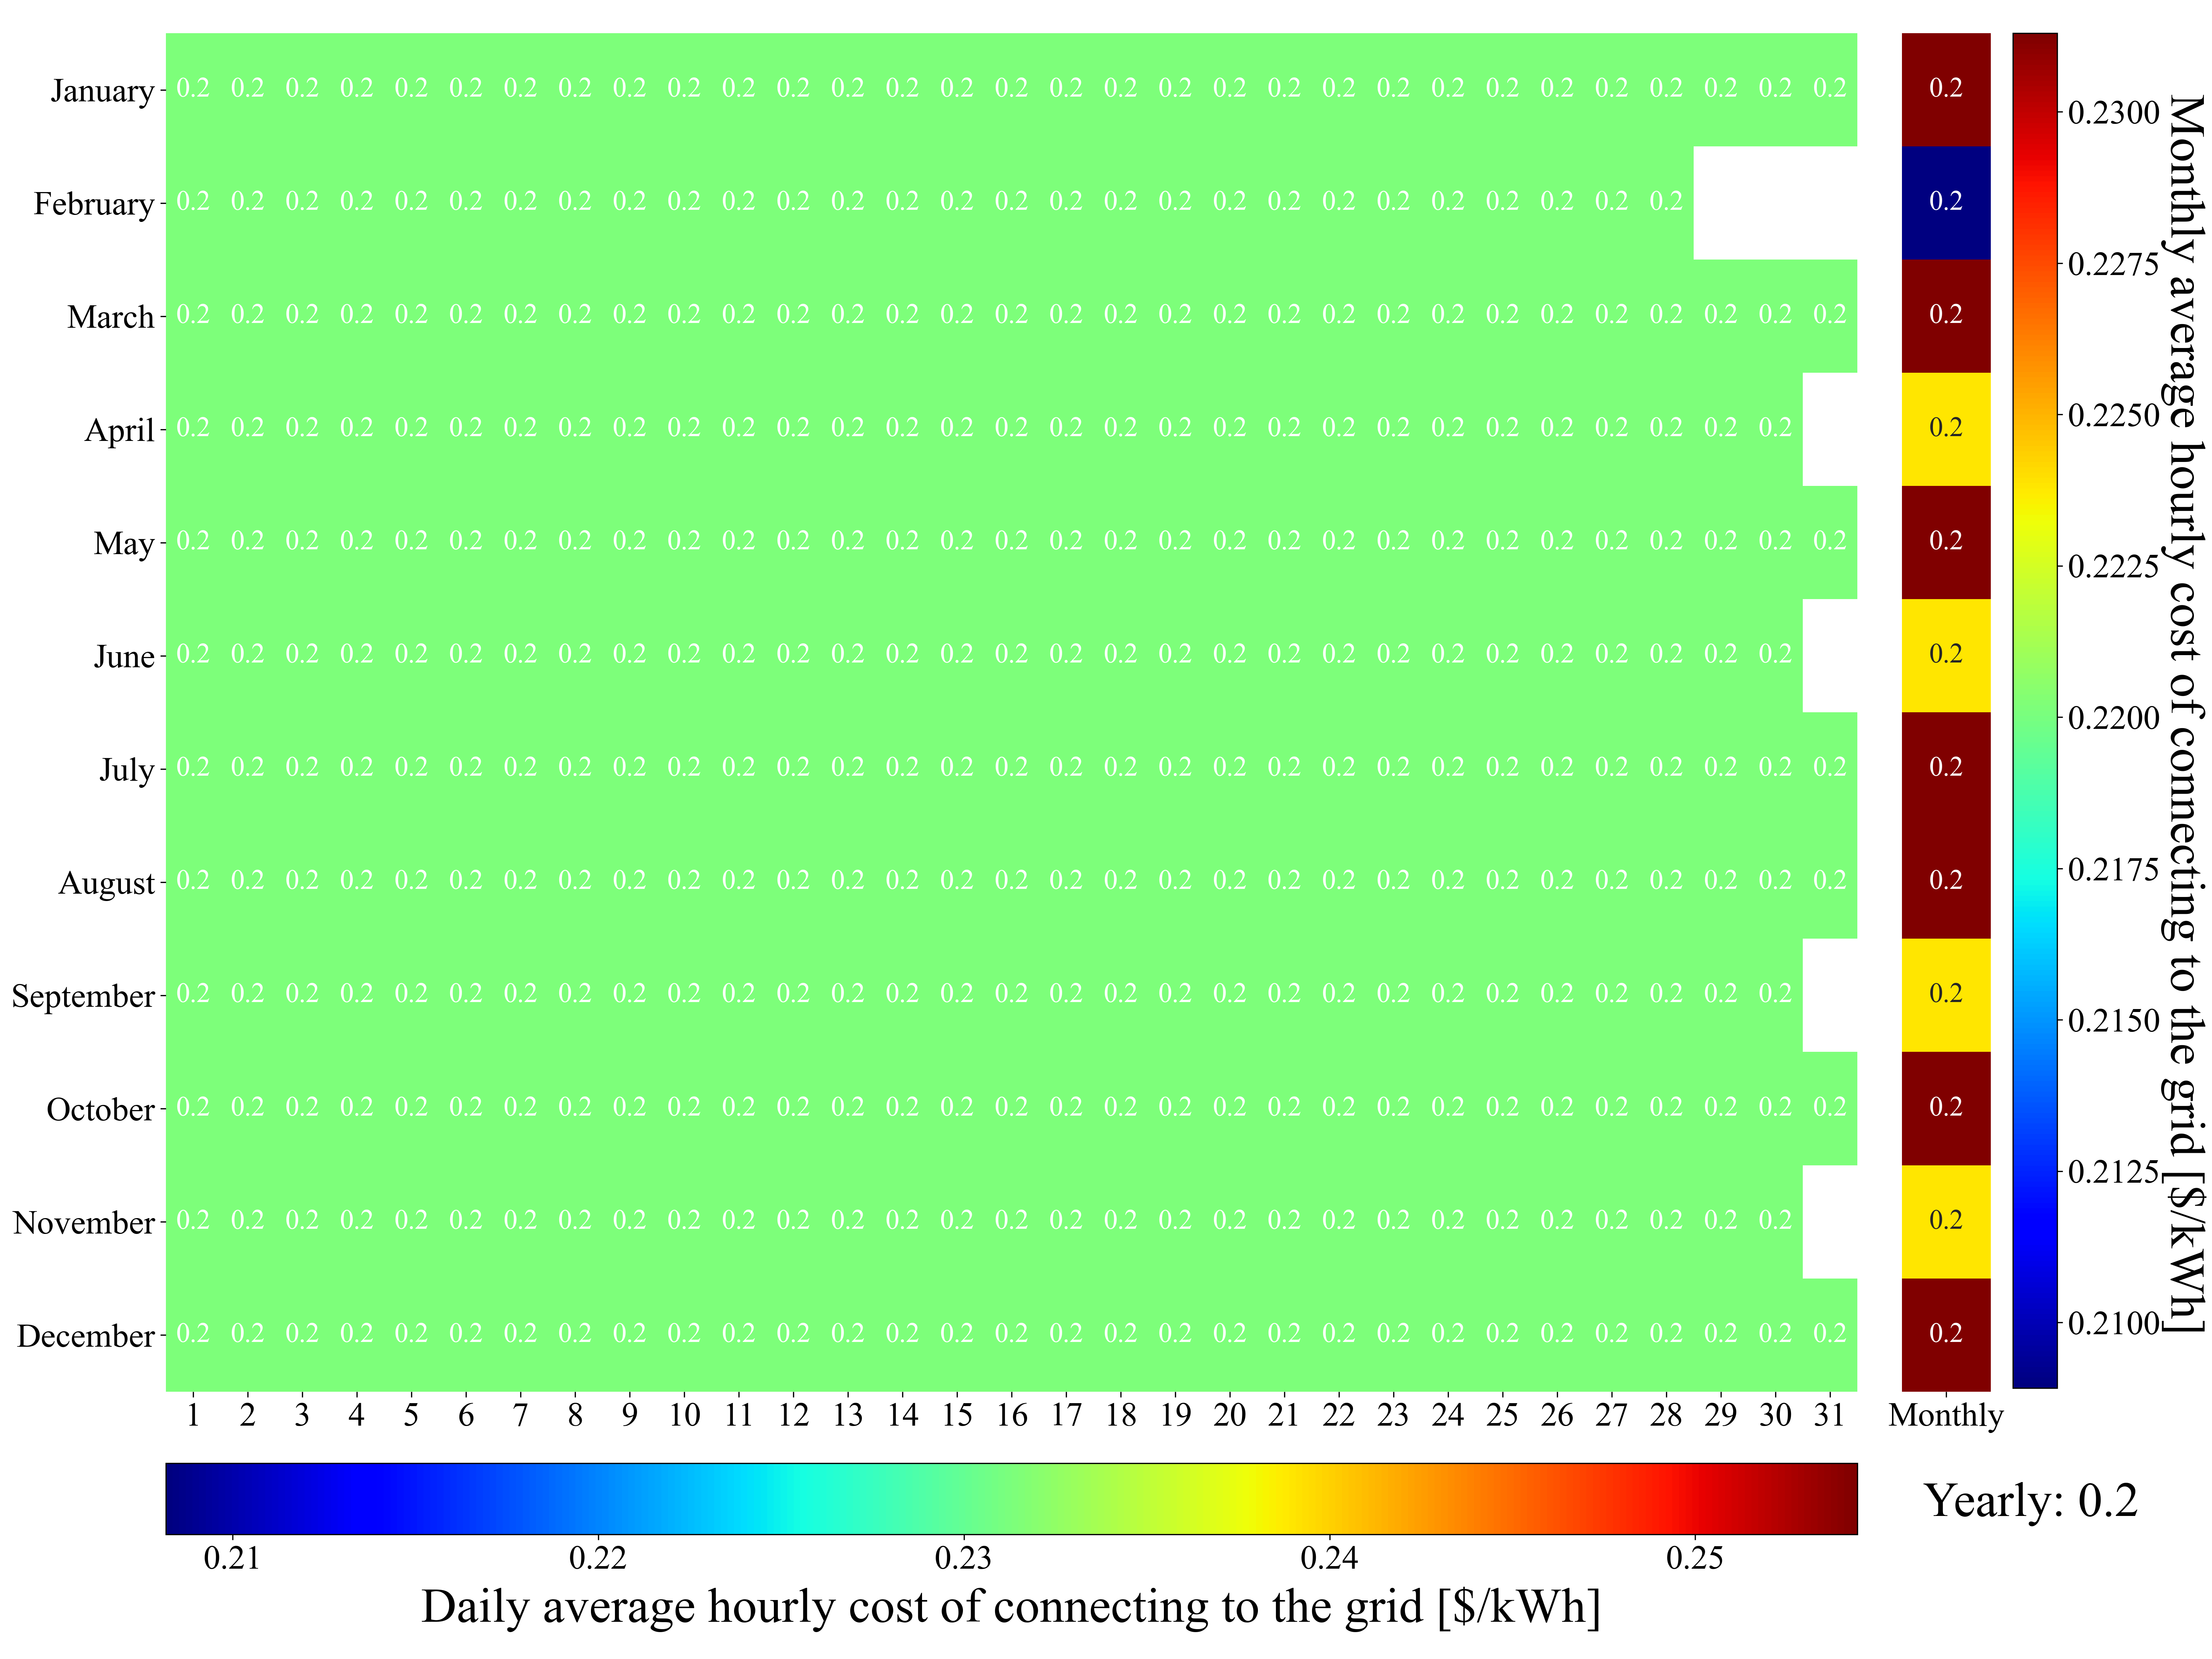 January 0.2 0.2 0.2 0.2 0.2 0.2 0.2 0.2 0.2 0.2 0.2 0.2 0.2 0.2 0.2 0.2 0.2 0.2 0.2 0.2 0.2 0.2 0.2 0.2 0.2 0.2 0.2 0.2 0.2 0.2 0.2 0.2
February 0.2 0.2 0.2 0.2 0.2 0.2 0.2 0.2 0.2 0.2 0.2 0.2 0.2 0.2 0.2 0.2 0.2 0.2 0.2 0.2 0.2 0.2 0.2 0.2 0.2 0.2 0.2 0.2 0.2
March 0.2 0.2 0.2 0.2 0.2 0.2 0.2 0.2 0.2 0.2 0.2 0.2 0.2 0.2 0.2 0.2 0.2 0.2 0.2 0.2 0.2 0.2 0.2 0.2 0.2 0.2 0.2 0.2 0.2 0.2 0.2 0.2
April 0.2 0.2 0.2 0.2 0.2 0.2 0.2 0.2 0.2 0.2 0.2 0.2 0.2 0.2 0.2 0.2 0.2 0.2 0.2 0.2 0.2 0.2 0.2 0.2 0.2 0.2 0.2 0.2 0.2 0.2 0.2
May 0.2 0.2 0.2 0.2 0.2 0.2 0.2 0.2 0.2 0.2 0.2 0.2 0.2 0.2 0.2 0.2 0.2 0.2 0.2 0.2 0.2 0.2 0.2 0.2 0.2 0.2 0.2 0.2 0.2 0.2 0.2 0.2
June 0.2 0.2 0.2 0.2 0.2 0.2 0.2 0.2 0.2 0.2 0.2 0.2 0.2 0.2 0.2 0.2 0.2 0.2 0.2 0.2 0.2 0.2 0.2 0.2 0.2 0.2 0.2 0.2 0.2 0.2 0.2
July 0.2 0.2 0.2 0.2 0.2 0.2 0.2 0.2 0.2 0.2 0.2 0.2 0.2 0.2 0.2 0.2 0.2 0.2 0.2 0.2 0.2 0.2 0.2 0.2 0.2 0.2 0.2 0.2 0.2 0.2 0.2 0.2
August 0.2 0.2 0.2 0.2 0.2 0.2 0.2 0.2 0.2 0.2 0.2 0.2 0.2 0.2 0.2 0.2 0.2 0.2 0.2 0.2 0.2 0.2 0.2 0.2 0.2 0.2 0.2 0.2 0.2 0.2 0.2 0.2
September 0.2 0.2 0.2 0.2 0.2 0.2 0.2 0.2 0.2 0.2 0.2 0.2 0.2 0.2 0.2 0.2 0.2 0.2 0.2 0.2 0.2 0.2 0.2 0.2 0.2 0.2 0.2 0.2 0.2 0.2 0.2
October 0.2 0.2 0.2 0.2 0.2 0.2 0.2 0.2 0.2 0.2 0.2 0.2 0.2 0.2 0.2 0.2 0.2 0.2 0.2 0.2 0.2 0.2 0.2 0.2 0.2 0.2 0.2 0.2 0.2 0.2 0.2 0.2
November 0.2 0.2 0.2 0.2 0.2 0.2 0.2 0.2 0.2 0.2 0.2 0.2 0.2 0.2 0.2 0.2 0.2 0.2 0.2 0.2 0.2 0.2 0.2 0.2 0.2 0.2 0.2 0.2 0.2 0.2 0.2
December 0.2 0.2 0.2 0.2 0.2 0.2 0.2 0.2 0.2 0.2 0.2 0.2 0.2 0.2 0.2 0.2 0.2 0.2 0.2 0.2 0.2 0.2 0.2 0.2 0.2 0.2 0.2 0.2 0.2 0.2 0.2 0.2
1 2 3 4 5 6 7 8 9 10 11 12 13 14 15 16 17 18 19 20 21 22 23 24 25 26 27 28 29 30 31 Monthly
0.2300
0.2275
0.2250
0.2225
0.2200
0.2175
0.2150
0.2125
0.2100
Monthly average hourly cost of connecting to the grid [$/kWh]
0.21 0.22 0.23 0.24 0.25
Daily average hourly cost of connecting to the grid [$/kWh]
Yearly: 0.2